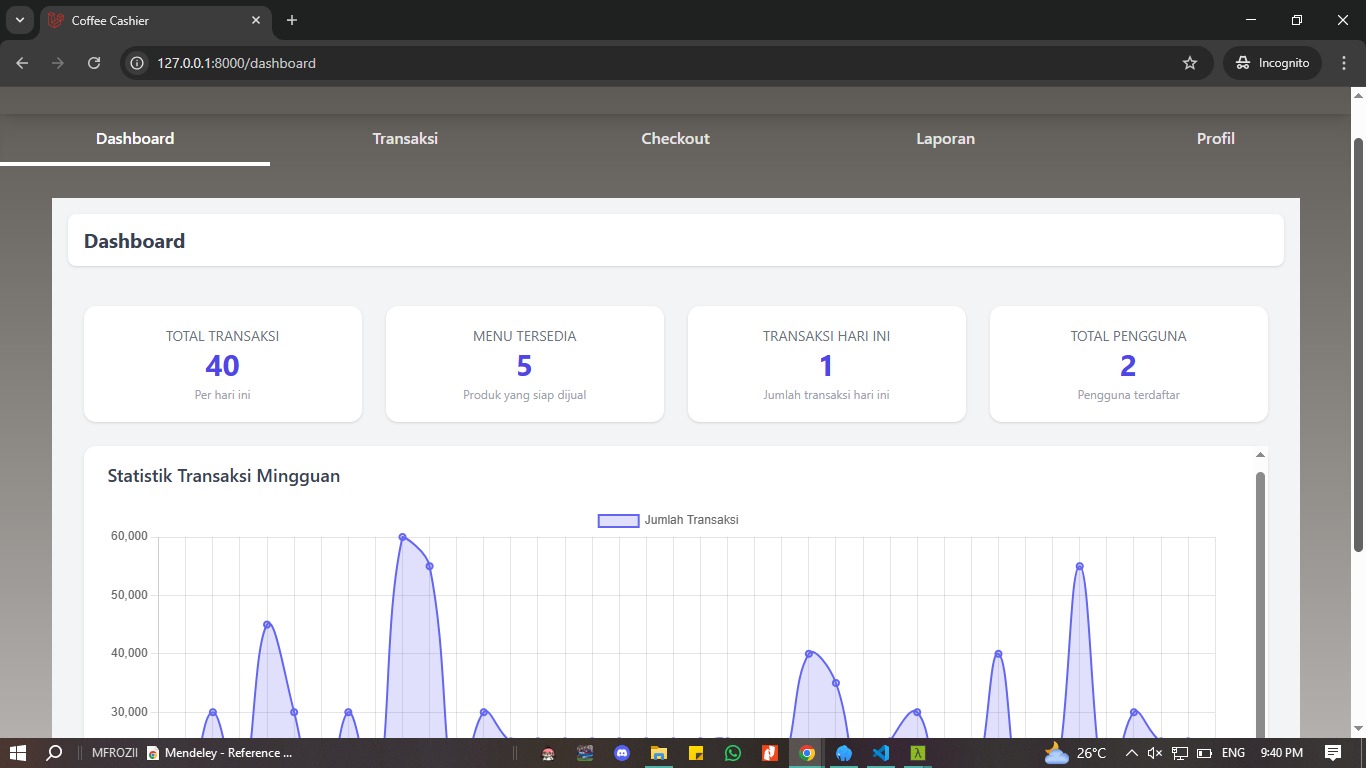 Coffee Cashier
127.0.0.1:8000/dashboard
Incognito
Dashboard Transaksi Checkout Laporan Profil
Dashboard
TOTAL TRANSAKSI
40
Per hari ini
MENU TERSEDIA
5
Produk yang siap dijual
TRANSAKSI HARI INI
1
Jumlah transaksi hari ini
TOTAL PENGGUNA
2
Pengguna terdaftar
Statistik Transaksi Mingguan
Jumlah Transaksi
60,000
50,000
40,000
30,000
MFROZII Mendeley - Reference ... 26°C ENG 9:40 PM